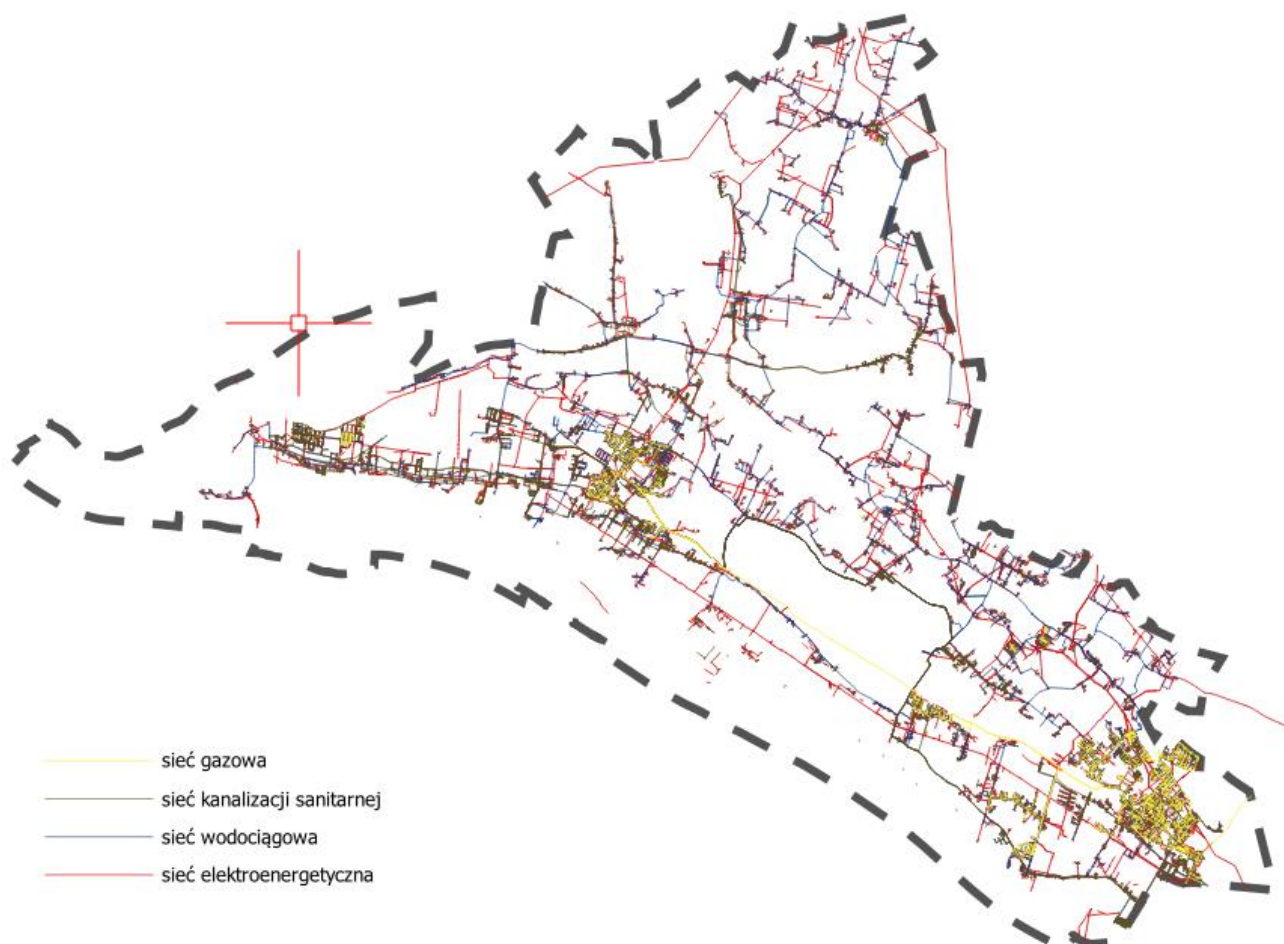 sieć gazowa
sieć kanalizacji sanitarnej
sieć wodociągowa
sieć elektroenergetyczna